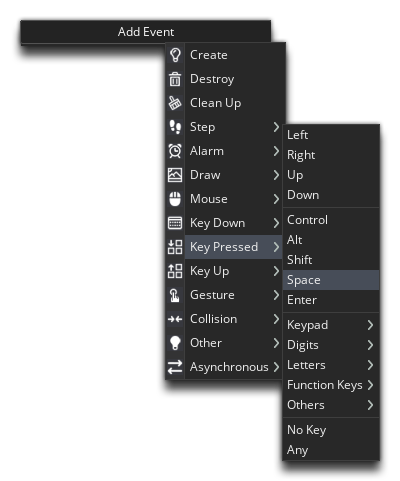 Add Event
Create
Destroy
Clean Up
Step
Alarm
Draw
Mouse
Key Down
Key Pressed
Key Up
Gesture
Collision
Other
Asynchronous
Left
Right
Up
Down
Control
Alt
Shift
Space
Enter
Keypad
Digits
Letters
Function Keys
Others
No Key
Any